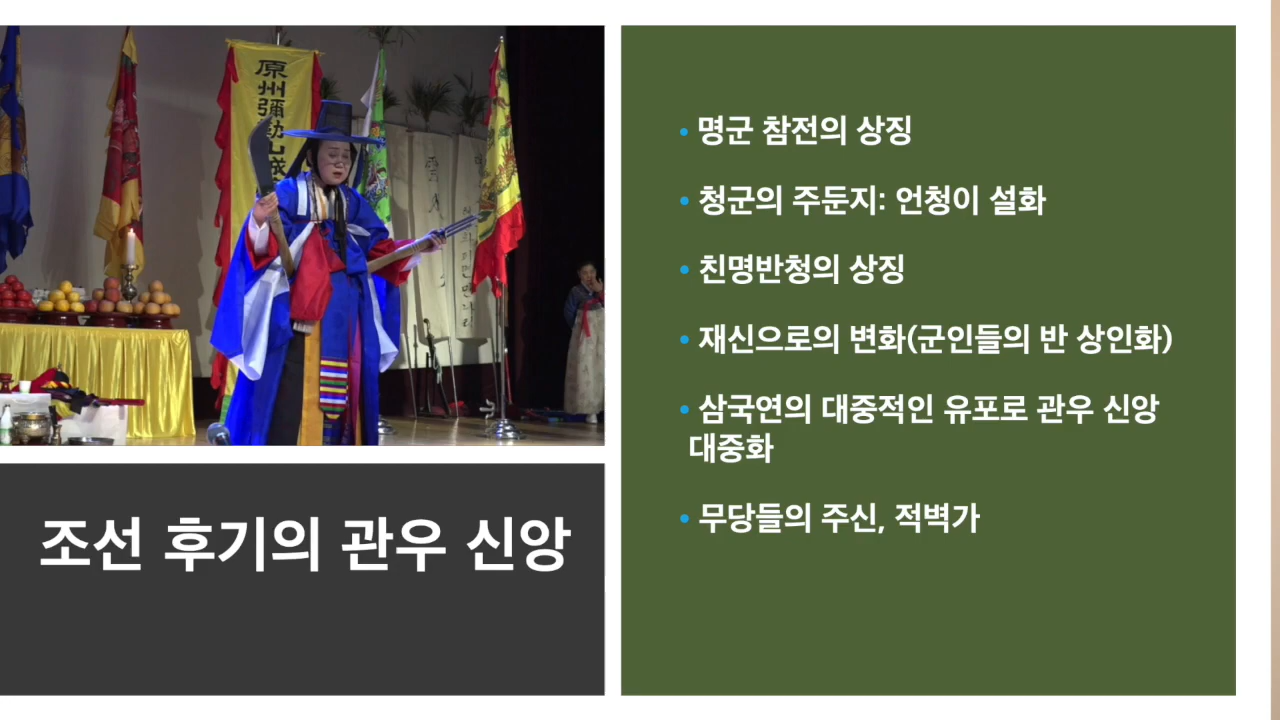 原州彌勒山
조선 후기의 관우 신앙
• 명군 참전의 상징
• 청군의 주둔지: 언청이 설화
• 친명반청의 상징
• 재신으로의 변화(군인들의 반 상인화)
• 삼국연의 대중적인 유포로 관우 신앙
대중화
• 무당들의 주신, 적벽가